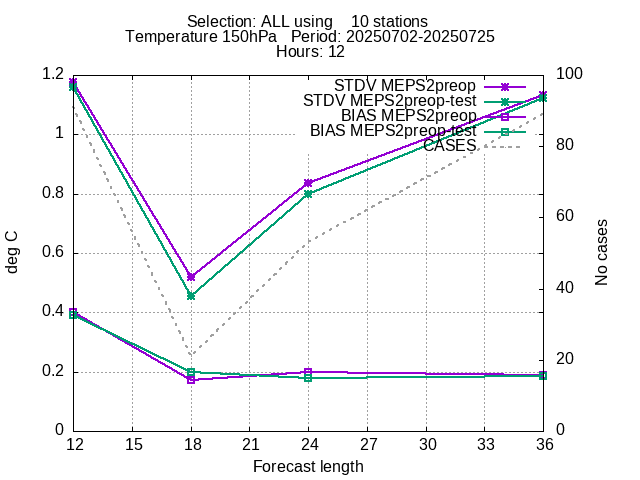 Selection: ALL using    10 stations
Temperature 150hPa   Period: 20250702-20250725
Hours: 12
STDV MEPS2preop
STDV MEPS2preop-test
BIAS MEPS2preop
BIAS MEPS2preop-test
CASES
1.2
1
0.8
0.6
0.4
0.2
0
deg C
100
80
60
40
20
0
No cases
12 15 18 21 24 27 30 33 36
Forecast length